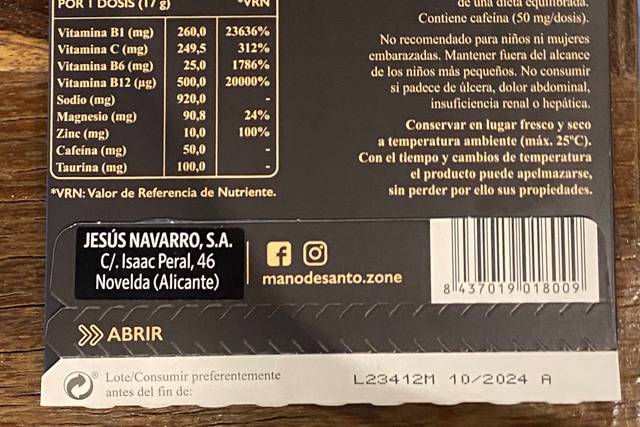 POR 1 DOSIS (17 g) *VRN
Vitamina B1 (mg) 260,0 23636%
Vitamina C (mg) 249,5 312%
Vitamina B6 (mg) 25,0 1786%
Vitamina B12 (µg) 500,0 20000%
Sodio (mg) 920,0 -
Magnesio (mg) 90,8 24%
Zinc (mg) 10,0 100%
Cafeína (mg) 50,0 -
Taurina (mg) 100,0 -
*VRN: Valor de Referencia de Nutriente.
de una dieta equilibrada.
Contiene cafeína (50 mg/dosis).
No recomendado para niños ni mujeres
embarazadas. Mantener fuera del alcance
de los niños más pequeños. No consumir
si padece de úlcera, dolor abdominal,
insuficiencia renal o hepática.
Conservar en lugar fresco y seco
a temperatura ambiente (máx. 25ºC).
Con el tiempo y cambios de temperatura
el producto puede apelmazarse,
sin perder por ello sus propiedades.
JESÚS NAVARRO, S.A.
C/. Isaac Peral, 46
Novelda (Alicante)
manodesanto.zone
8 437019 018009
ABRIR
Lote/Consumir preferentemente
antes del fin de:
L23412M 10/2024 A